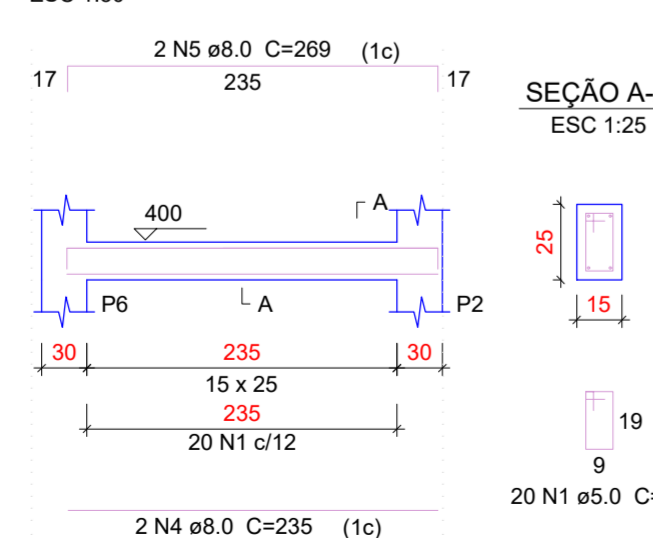 2 N5 ø8.0 C=269 (1c)
17 235 17
SEÇÃO A-
ESC 1:25
400
A
A
P6
P2
25
15
30 235 30
15 x 25
235
20 N1 c/12
19
9
20 N1 ø5.0 C=
2 N4 ø8.0 C=235 (1c)